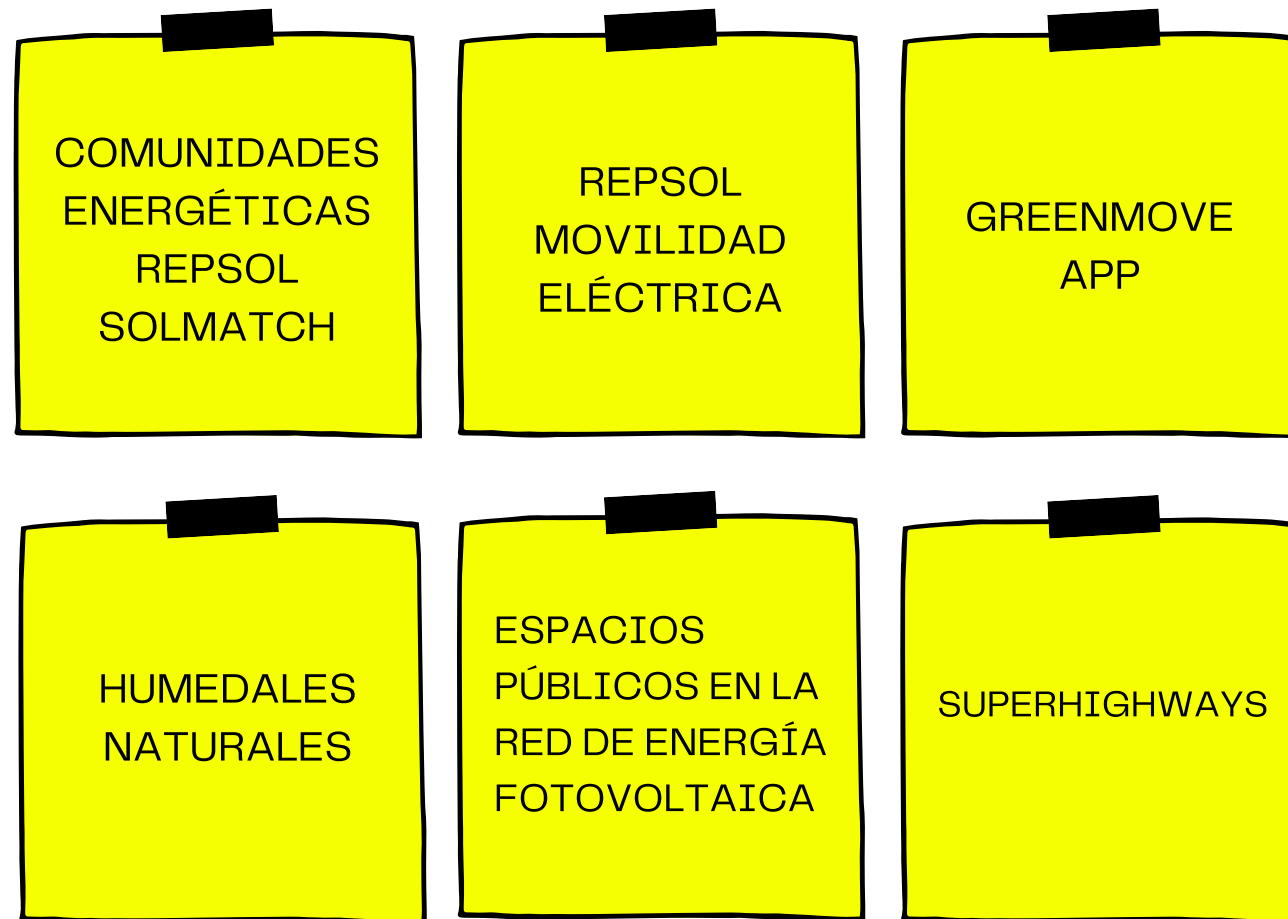 COMUNIDADES
ENERGÉTICAS
REPSOL
SOLMATCH
REPSOL
MOVILIDAD
ELÉCTRICA
GREENMOVE
APP
HUMEDALES
NATURALES
ESPACIOS
PÚBLICOS EN LA
RED DE ENERGÍA
FOTOVOLTAICA
SUPERHIGHWAYS